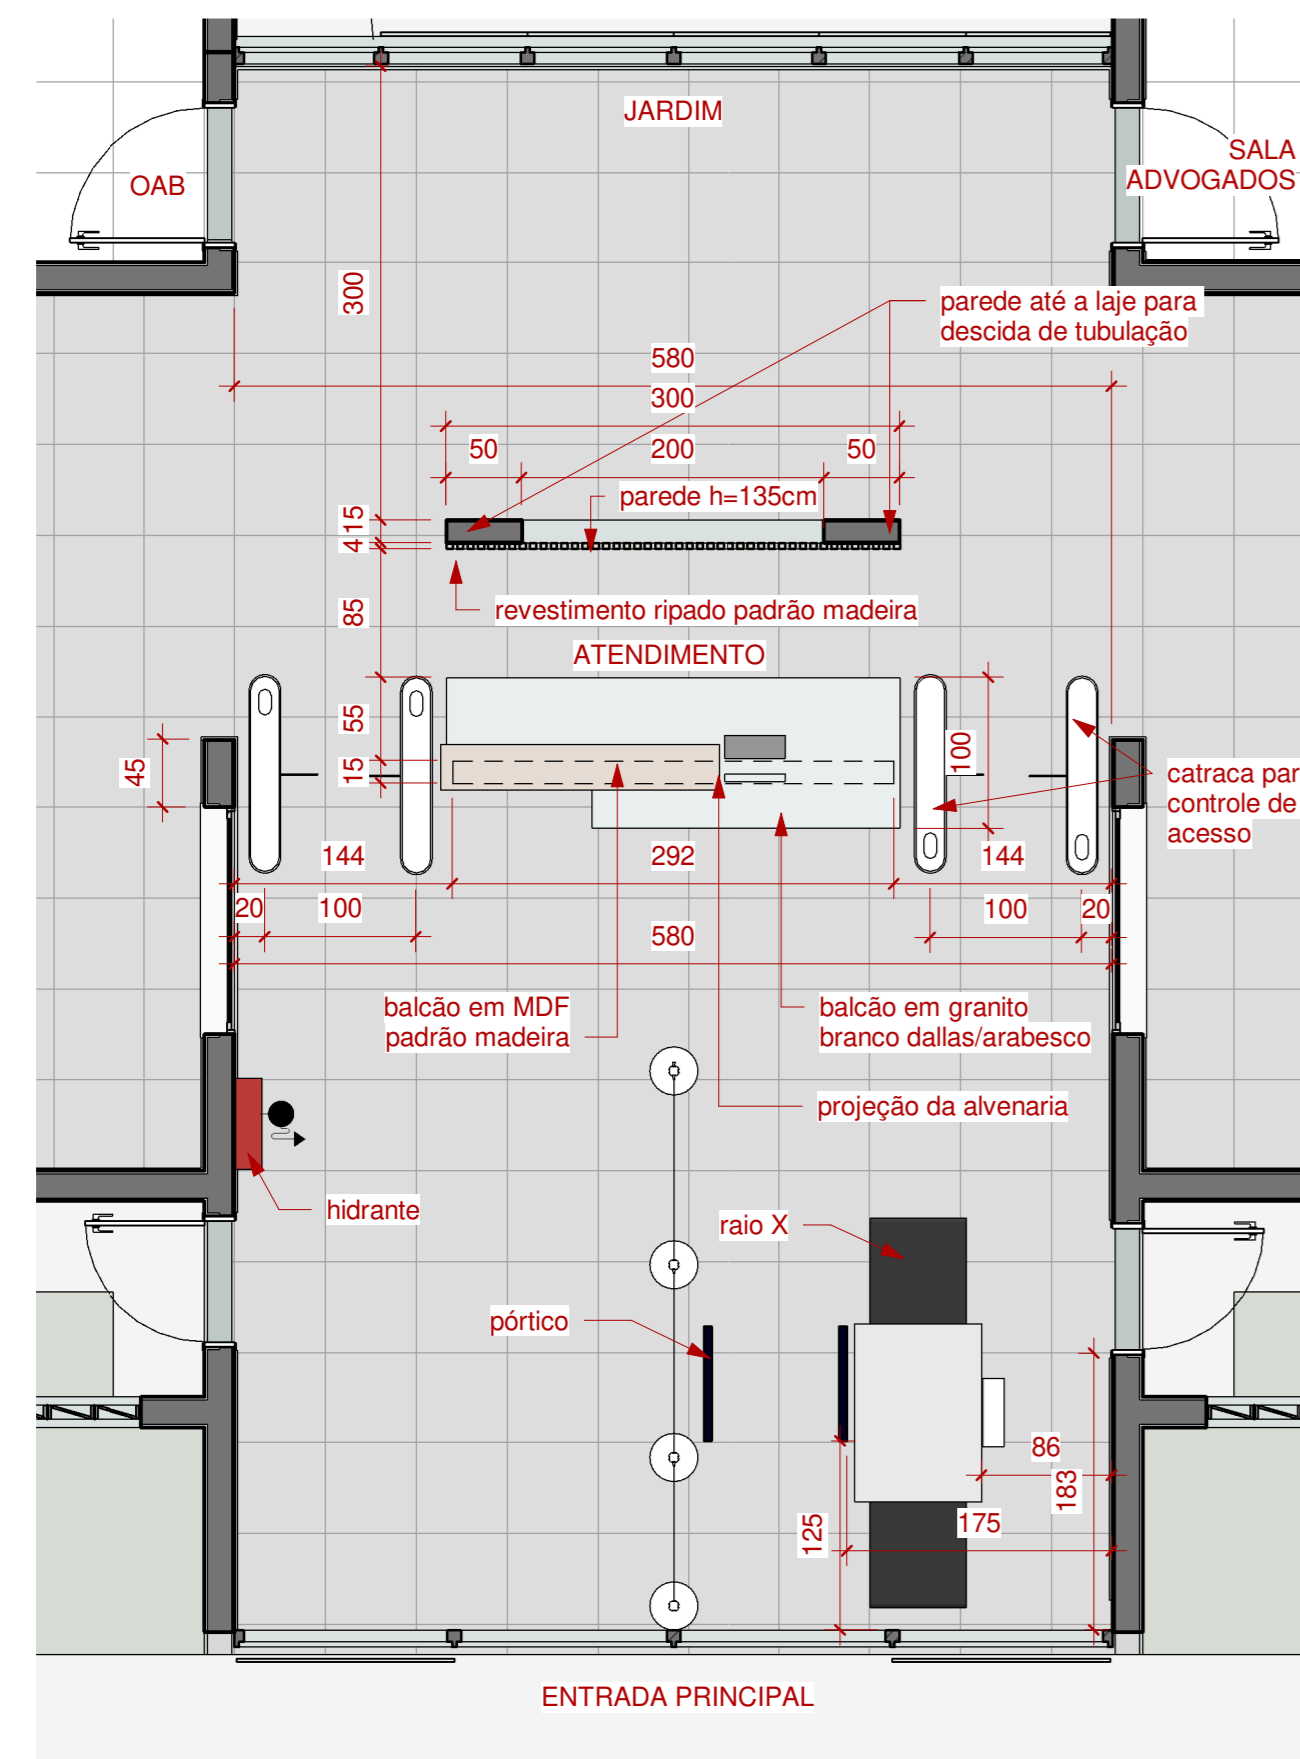 JARDIM
SALA
ADVOGADOS
OAB
300
parede até a laje para
descida de tubulação
580
300
50
200
50
parede h=135cm
15
4
85
revestimento ripado padrão madeira
ATENDIMENTO
55
15
45
100
catraca par
controle de
acesso
144
292
144
20
100
100
20
580
balcão em MDF
padrão madeira
balcão em granito
branco dallas/arabesco
projeção da alvenaria
hidrante
raio X
pórtico
86
183
175
125
ENTRADA PRINCIPAL